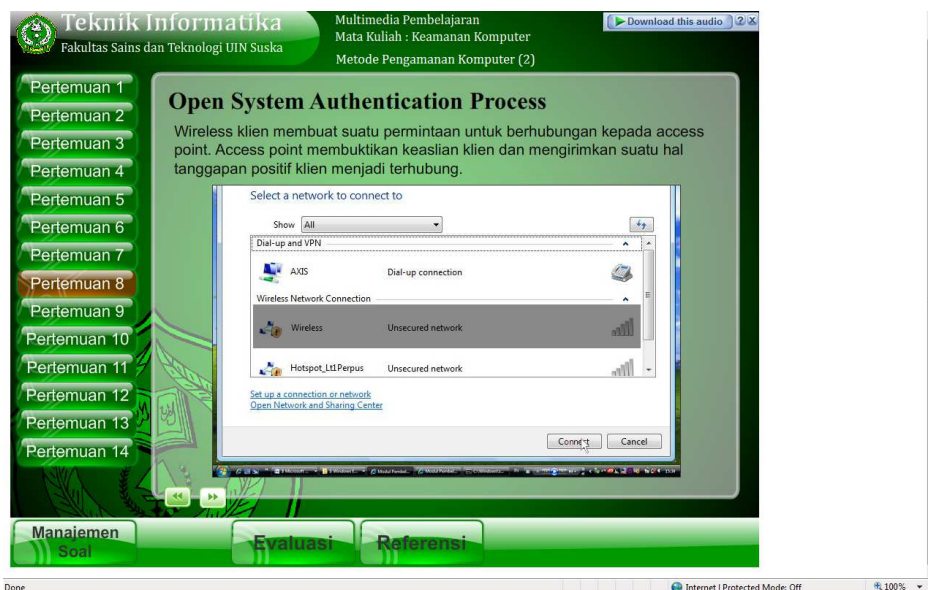 Teknik Informatika
Fakultas Sains dan Teknologi UIN Suska
Multimedia Pembelajaran
Mata Kuliah : Keamanan Komputer
Metode Pengamanan Komputer (2)
Download this audio ? X
Pertemuan 1
Pertemuan 2
Pertemuan 3
Pertemuan 4
Pertemuan 5
Pertemuan 6
Pertemuan 7
Pertemuan 8
Pertemuan 9
Pertemuan 10
Pertemuan 11
Pertemuan 12
Pertemuan 13
Pertemuan 14
Open System Authentication Process
Wireless klien membuat suatu permintaan untuk berhubungan kepada access
point. Access point membuktikan keaslian klien dan mengirimkan suatu hal
tanggapan positif klien menjadi terhubung.
Select a network to connect to
Show All
Dial-up and VPN
AXIS Dial-up connection
Wireless Network Connection
Wireless Unsecured network
Hotspot_Lt1Perpus Unsecured network
Set up a connection or network
Open Network and Sharing Center
Connect Cancel
Manajemen
Soal
Evaluasi
Referensi
Done
Internet | Protected Mode: Off
100%